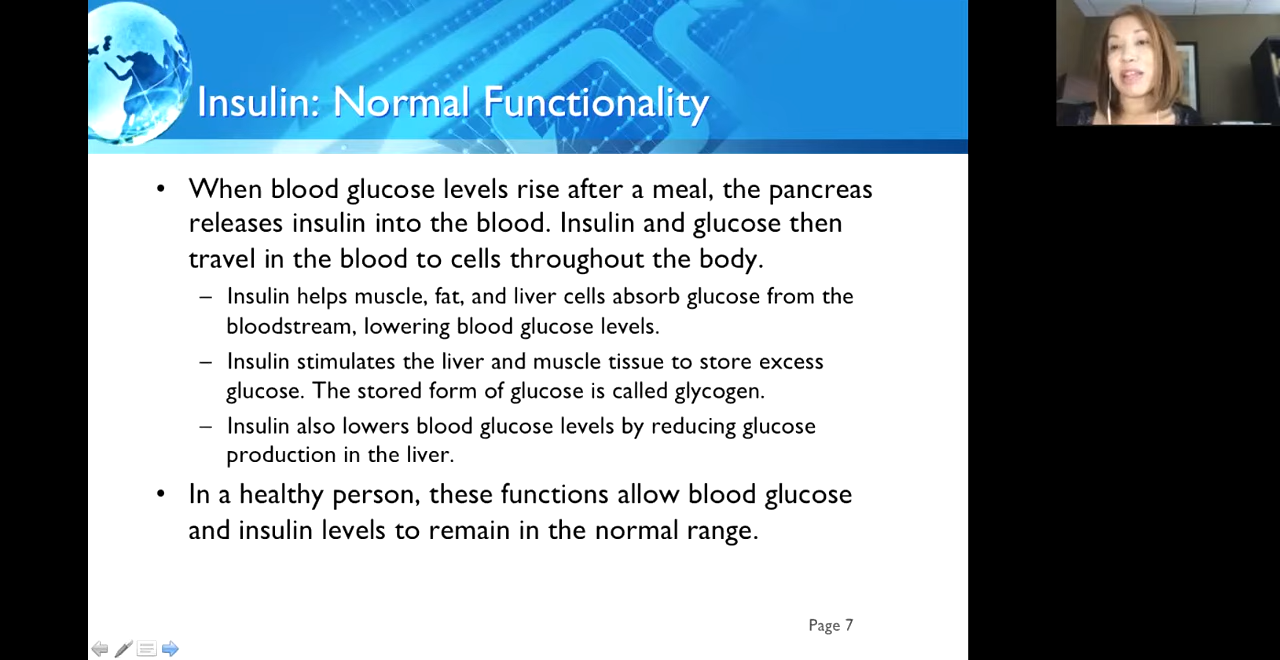 Insulin: Normal Functionality
• When blood glucose levels rise after a meal, the pancreas
releases insulin into the blood. Insulin and glucose then
travel in the blood to cells throughout the body.
– Insulin helps muscle, fat, and liver cells absorb glucose from the
bloodstream, lowering blood glucose levels.
– Insulin stimulates the liver and muscle tissue to store excess
glucose. The stored form of glucose is called glycogen.
– Insulin also lowers blood glucose levels by reducing glucose
production in the liver.
• In a healthy person, these functions allow blood glucose
and insulin levels to remain in the normal range.
Page 7